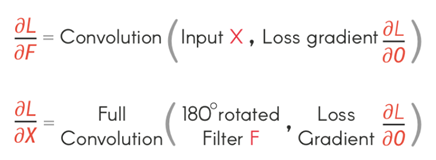 ∂L/∂F = Convolution ( Input X , Loss gradient ∂L/∂O )
∂L/∂X = Full Convolution ( 180° rotated Filter F , Loss Gradient ∂L/∂O )